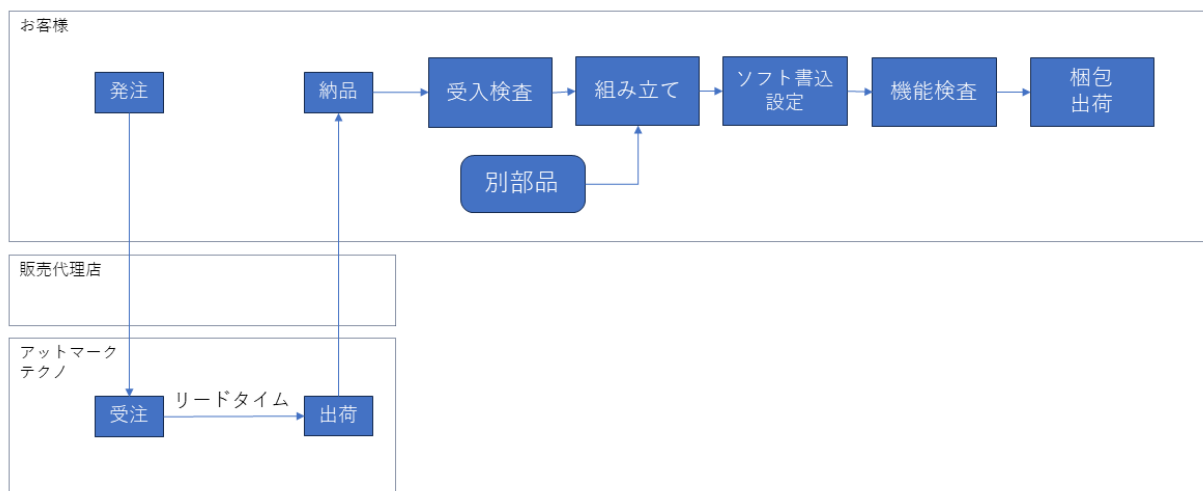 お客様
発注
納品
受入検査
組み立て
ソフト書込
設定
機能検査
梱包
出荷
別部品
販売代理店
アットマーク
テクノ
受注
リードタイム
出荷